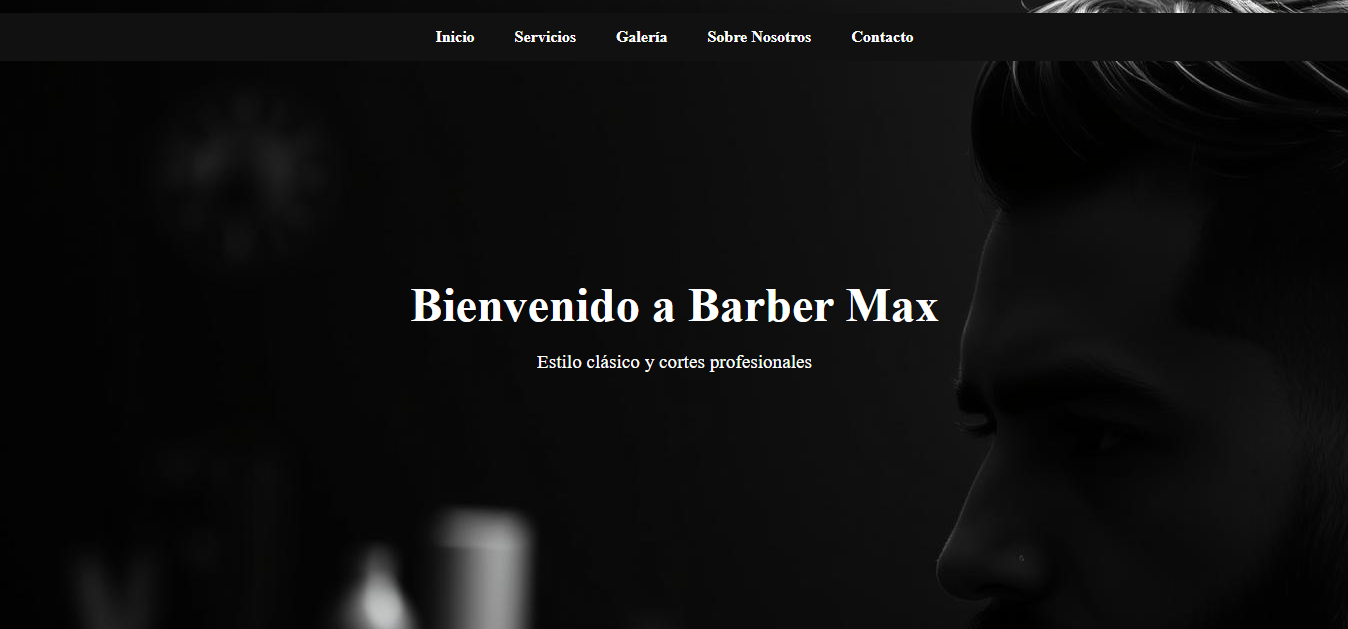 Inicio Servicios Galería Sobre Nosotros Contacto
Bienvenido a Barber Max
Estilo clásico y cortes profesionales